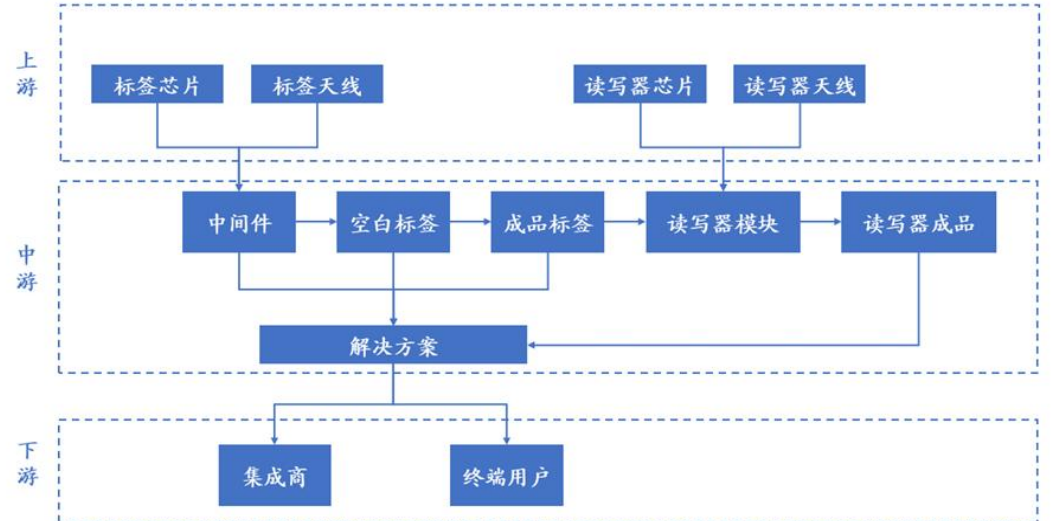 上游
标签芯片
标签天线
读写器芯片
读写器天线
中游
中间件
空白标签
成品标签
读写器模块
读写器成品
解决方案
下游
集成商
终端用户